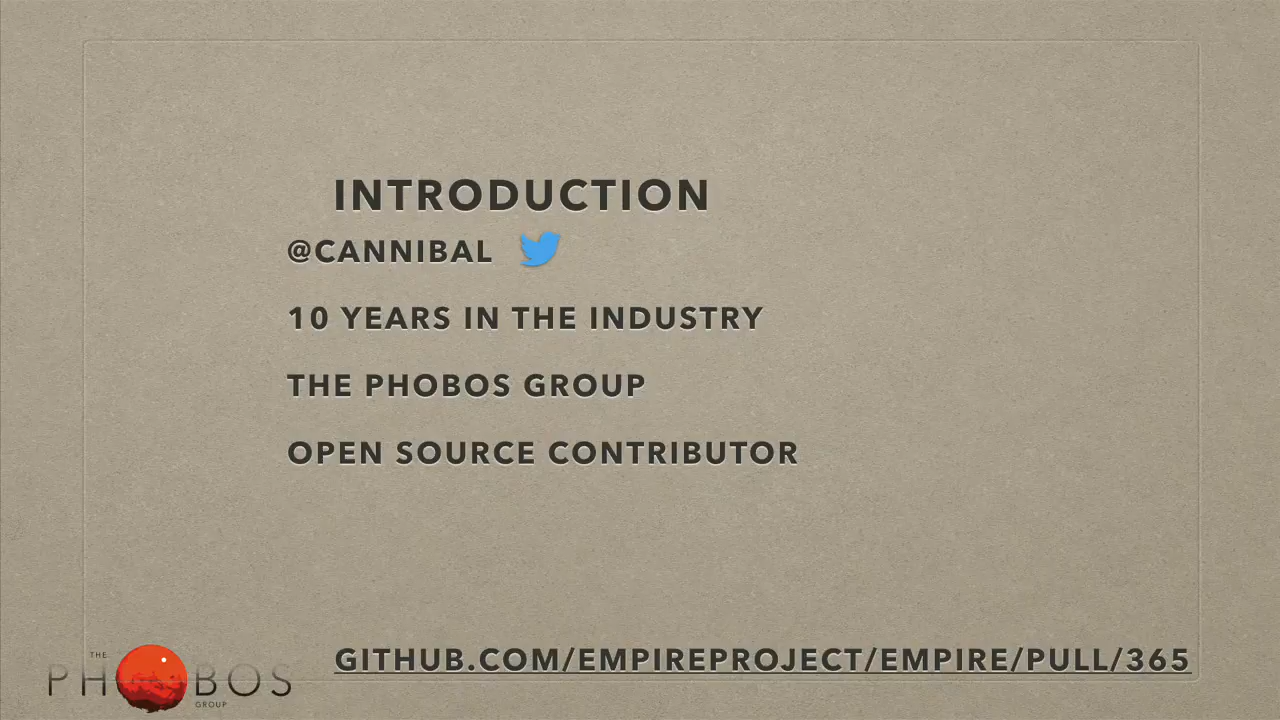 INTRODUCTION
@CANNIBAL
10 YEARS IN THE INDUSTRY
THE PHOBOS GROUP
OPEN SOURCE CONTRIBUTOR
GITHUB.COM/EMPIREPROJECT/EMPIRE/PULL/365
THE
PHOBOS
GROUP